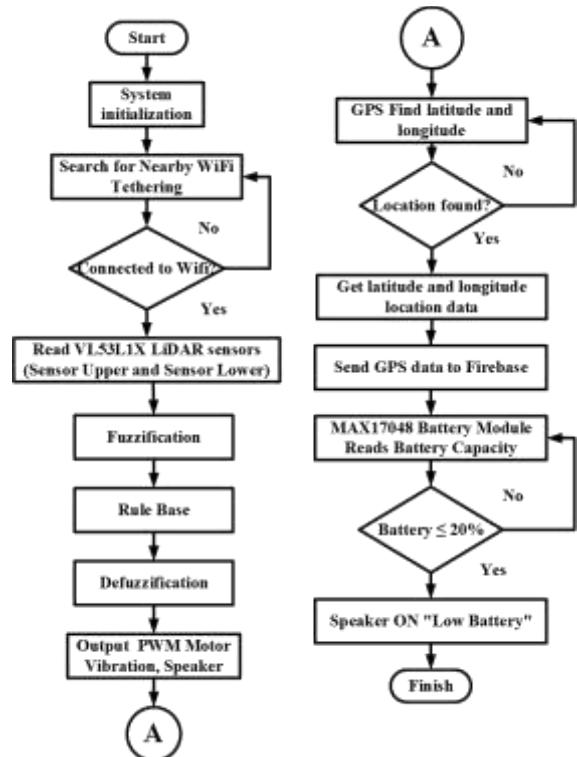 Start
System
initialization
Search for Nearby WiFi
Tethering
No
Connected to Wifi?
Yes
Read VL53L1X LiDAR sensors
(Sensor Upper and Sensor Lower)
Fuzzification
Rule Base
Defuzzification
Output PWM Motor
Vibration, Speaker
A
A
GPS Find latitude and
longitude
No
Location found?
Yes
Get latitude and longitude
location data
Send GPS data to Firebase
MAX17048 Battery Module
Reads Battery Capacity
No
Battery ≤ 20%
Yes
Speaker ON "Low Battery"
Finish